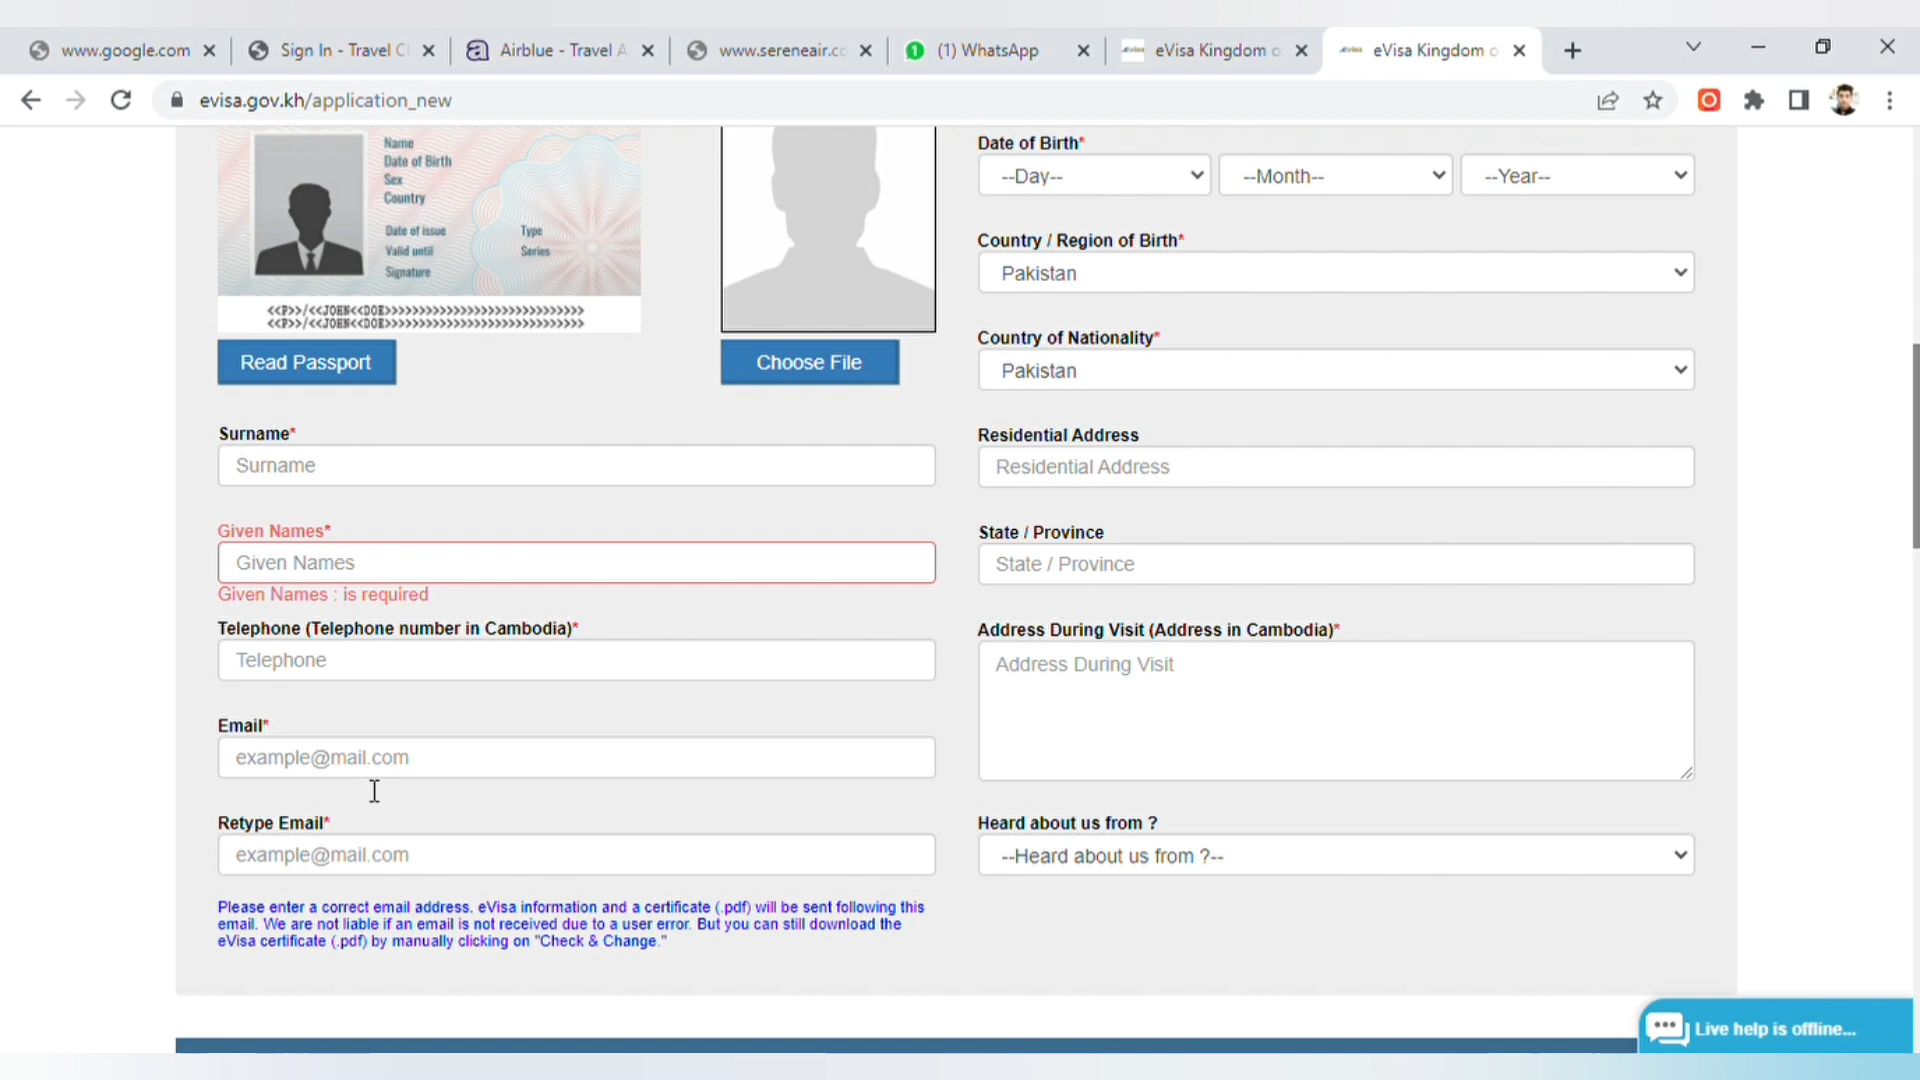 www.google.com
Sign In - Travel C
Airblue - Travel A
www.sereneair.cc
1
(1) WhatsApp
eVisa Kingdom o
eVisa Kingdom o
evisa.gov.kh/application_new
Name
Date of Birth
Sex
Country
Date of issue
Type
Valid until
Series
Signature
<<P>>/<<JOHN<<DOE>>>>>>>>>>>>>>>>>>>>>>>>>>>>>
<<P>>/<<JOHN<<DOE>>>>>>>>>>>>>>>>>>>>>>>>>>>>>
Read Passport
Choose File
Surname*
Surname
Given Names*
Given Names
Given Names : is required
Telephone (Telephone number in Cambodia)*
Telephone
Email*
example@mail.com
Retype Email*
example@mail.com
Please enter a correct email address. eVisa information and a certificate (.pdf) will be sent following this
email. We are not liable if an email is not received due to a user error. But you can still download the
eVisa certificate (.pdf) by manually clicking on "Check & Change."
Date of Birth*
--Day--
--Month--
--Year--
Country / Region of Birth*
Pakistan
Country of Nationality*
Pakistan
Residential Address
Residential Address
State / Province
State / Province
Address During Visit (Address in Cambodia)*
Address During Visit
Heard about us from ?
--Heard about us from ?--
Live help is offline...